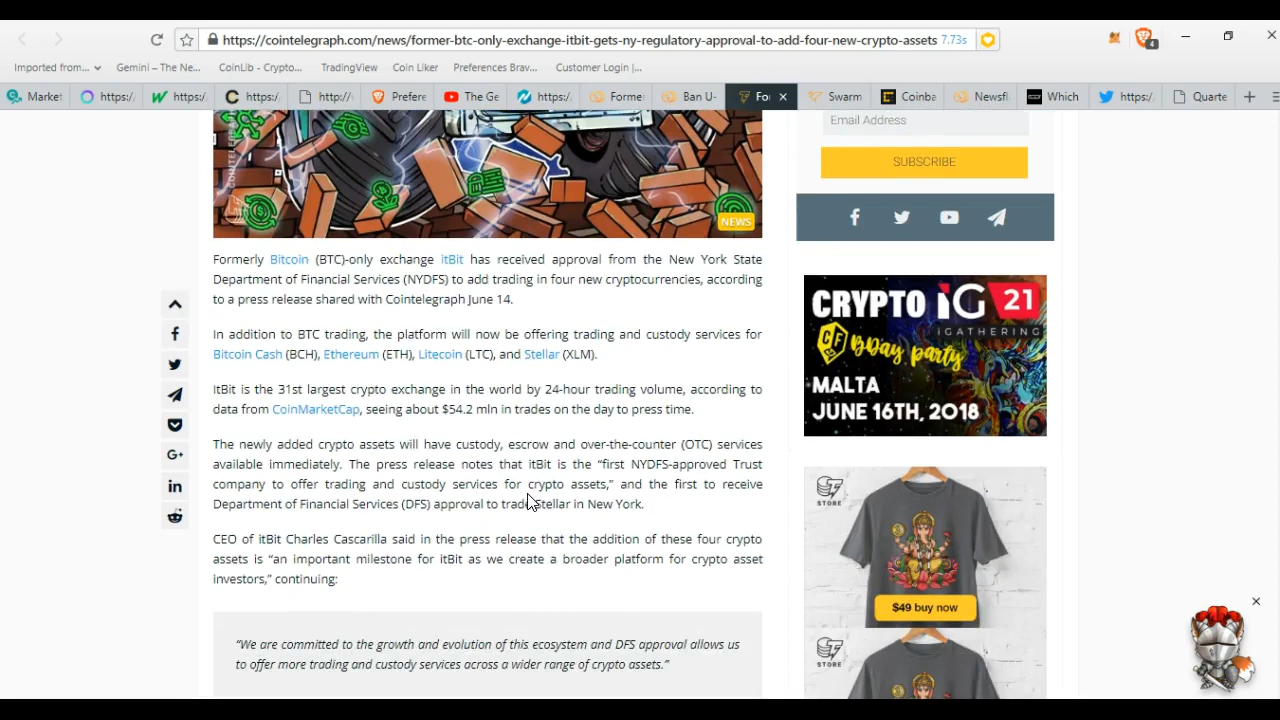 https://cointelegraph.com/news/former-btc-only-exchange-itbit-gets-ny-regulatory-approval-to-add-four-new-crypto-assets 7.73s
4
Imported from... Gemini – The Ne... CoinLib - Crypto... TradingView Coin Liker Preferences Brav... Customer Login |...
Market https:/ https:/ https:/ http:// Prefere The Ge https:/ Forme Ban U- For Swarm Coinba Newsfl Which https:/ Quarte
COINTELEGRAPH
NEWS
Email Address
SUBSCRIBE
Formerly Bitcoin (BTC)-only exchange itBit has received approval from the New York State
Department of Financial Services (NYDFS) to add trading in four new cryptocurrencies, according
to a press release shared with Cointelegraph June 14.
In addition to BTC trading, the platform will now be offering trading and custody services for
Bitcoin Cash (BCH), Ethereum (ETH), Litecoin (LTC), and Stellar (XLM).
ItBit is the 31st largest crypto exchange in the world by 24-hour trading volume, according to
data from CoinMarketCap, seeing about $54.2 mln in trades on the day to press time.
The newly added crypto assets will have custody, escrow and over-the-counter (OTC) services
available immediately. The press release notes that itBit is the “first NYDFS-approved Trust
company to offer trading and custody services for crypto assets,” and the first to receive
Department of Financial Services (DFS) approval to trade Stellar in New York.
CEO of itBit Charles Cascarilla said in the press release that the addition of these four crypto
assets is “an important milestone for itBit as we create a broader platform for crypto asset
investors,” continuing:
“We are committed to the growth and evolution of this ecosystem and DFS approval allows us
to offer more trading and custody services across a wider range of crypto assets.”
CRYPTO iG 21
iGATHERING
CF BDay party
MALTA
JUNE 16TH, 2018
STORE
$49 buy now
STORE